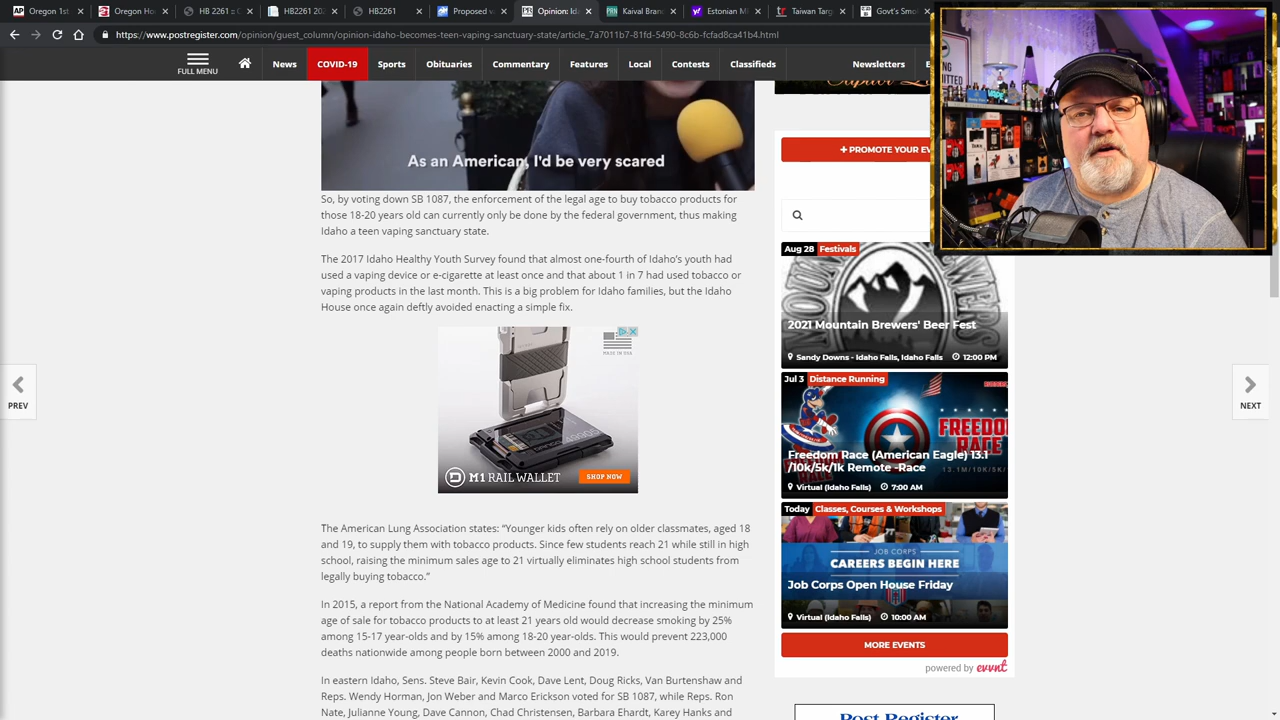 AP Oregon 1st
Oregon Ho
HB 2261 :: O
HB2261 202
HB 2261 <
Amended v
Opinion: Id
Kaival Bran
Estonian Mi
Taiwan Targ
Gov't's Smo
https://www.postregister.com/opinion/guest_column/opinion-idaho-becomes-teen-vaping-sanctuary-state/article_7a7011b7-81fd-5490-8c6b-fcfad8ca41b4.html
FULL MENU
News
COVID-19
Sports
Obituaries
Commentary
Features
Local
Contests
Classifieds
Newsletters
As an American, I'd be very scared
So, by voting down SB 1087, the enforcement of the legal age to buy tobacco products for
those 18-20 years old can currently only be done by the federal government, thus making
Idaho a teen vaping sanctuary state.
The 2017 Idaho Healthy Youth Survey found that almost one-fourth of Idaho's youth had
used a vaping device or e-cigarette at least once and that about 1 in 7 had used tobacco or
vaping products in the last month. This is a big problem for Idaho families, but the Idaho
House once again deftly avoided enacting a simple fix.
MADE IN USA
M1 RAIL WALLET
SHOP NOW
The American Lung Association states: "Younger kids often rely on older classmates, aged 18
and 19, to supply them with tobacco products. Since few students reach 21 while still in high
school, raising the minimum sales age to 21 virtually eliminates high school students from
legally buying tobacco."
In 2015, a report from the National Academy of Medicine found that increasing the minimum
age of sale for tobacco products to at least 21 years old would decrease smoking by 25%
among 15-17 year-olds and by 15% among 18-20 year-olds. This would prevent 223,000
deaths nationwide among people born between 2000 and 2019.
In eastern Idaho, Sens. Steve Bair, Kevin Cook, Dave Lent, Doug Ricks, Van Burtenshaw and
Reps. Wendy Horman, Jon Weber and Marco Erickson voted for SB 1087, while Reps. Ron
Nate, Julianne Young, Dave Cannon, Chad Christensen, Barbara Ehardt, Karey Hanks and
PREV
NEXT
+ PROMOTE YOUR EV
Aug 28 Festivals
2021 Mountain Brewers' Beer Fest
Sandy Downs - Idaho Falls, Idaho Falls 12:00 PM
Jul 3 Distance Running
FREEDOM
RACE
Freedom Race (American Eagle) 13.1
/10k/5k/1k Remote -Race
13.1M/10K/5K/
Virtual (Idaho Falls) 7:00 AM
Today Classes, Courses & Workshops
JOB CORPS
CAREERS BEGIN HERE
Job Corps Open House Friday
Virtual (Idaho Falls) 10:00 AM
MORE EVENTS
powered by evvnt
Post Register